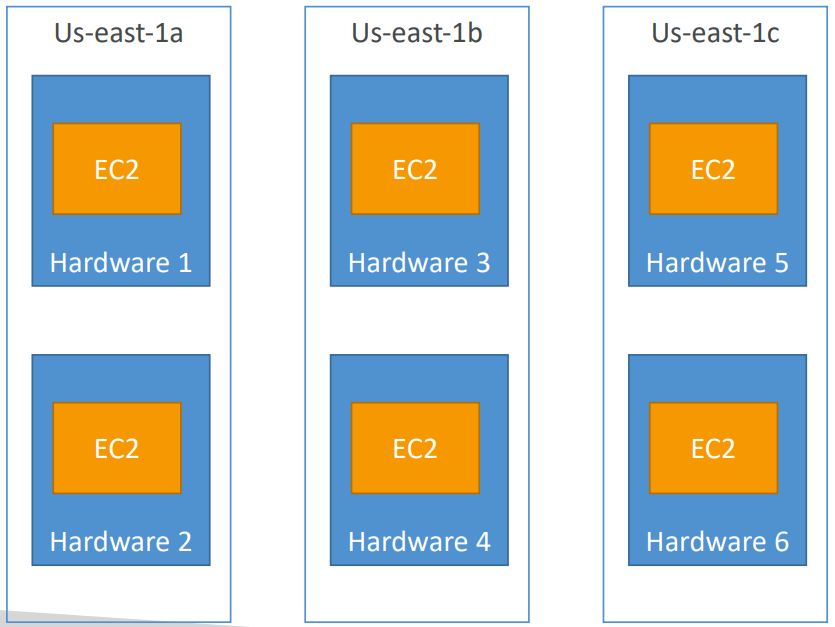 Us-east-1a
EC2
Hardware 1
EC2
Hardware 2
Us-east-1b
EC2
Hardware 3
EC2
Hardware 4
Us-east-1c
EC2
Hardware 5
EC2
Hardware 6